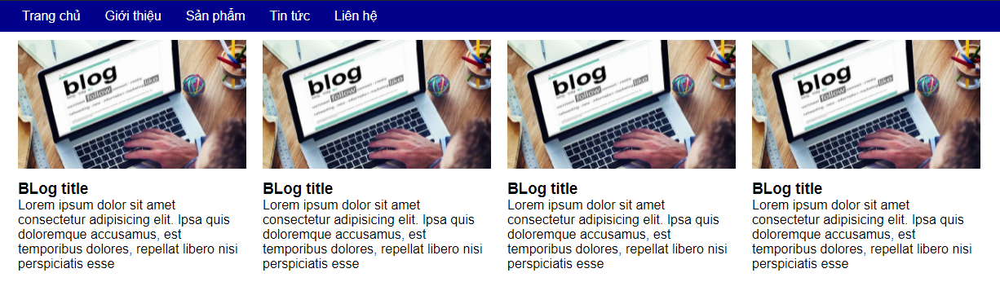 Trang chủ Giới thiệu Sản phẩm Tin tức Liên hệ
blog
follow
like
blog
follow
like
blog
follow
like
blog
follow
like
BLog title
Lorem ipsum dolor sit amet
consectetur adipisicing elit. Ipsa quis
doloremque accusamus, est
temporibus dolores, repellat libero nisi
perspiciatis esse
BLog title
Lorem ipsum dolor sit amet
consectetur adipisicing elit. Ipsa quis
doloremque accusamus, est
temporibus dolores, repellat libero nisi
perspiciatis esse
BLog title
Lorem ipsum dolor sit amet
consectetur adipisicing elit. Ipsa quis
doloremque accusamus, est
temporibus dolores, repellat libero nisi
perspiciatis esse
BLog title
Lorem ipsum dolor sit amet
consectetur adipisicing elit. Ipsa quis
doloremque accusamus, est
temporibus dolores, repellat libero nisi
perspiciatis esse